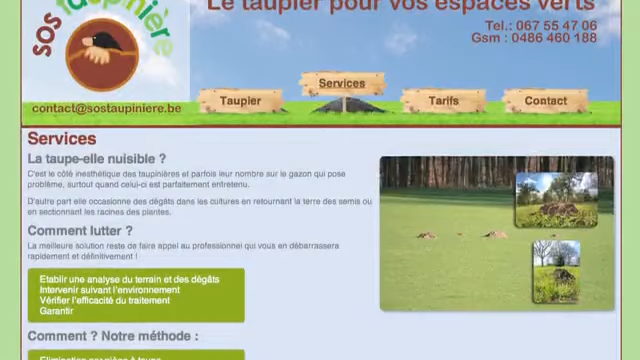 SOS taupinière
Le taupier pour vos espaces verts
Tel.: 067 55 47 06
Gsm : 0486 460 188
contact@sostaupiniere.be
Taupier
Services
Tarifs
Contact
Services
La taupe-elle nuisible ?
C'est le côté inesthétique des taupinières et parfois leur nombre sur le gazon qui pose
problème, surtout quand celui-ci est parfaitement entretenu.
D'autre part elle occasionne des dégâts dans les cultures en retournant la terre des semis ou
en sectionnant les racines des plantes.
Comment lutter ?
La meilleure solution reste de faire appel au professionnel qui vous en débarrassera
rapidement et définitivement !
Etablir une analyse du terrain et des dégâts
Intervenir suivant l'environnement
Vérifier l'efficacité du traitement
Garantir
Comment ? Notre méthode :